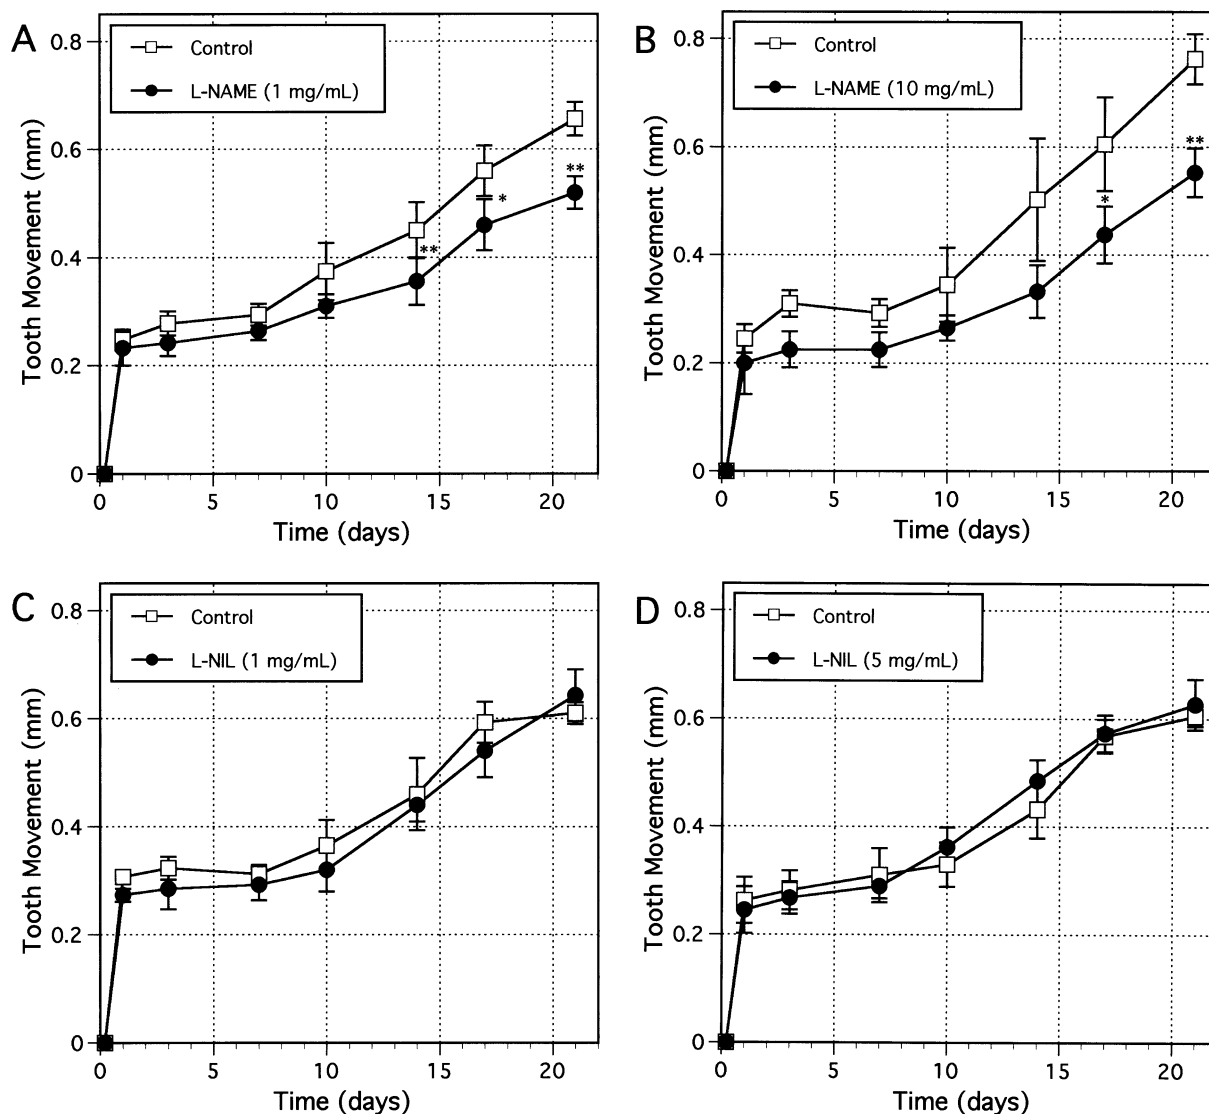 A
Control
L-NAME (1 mg/mL)
Tooth Movement (mm)
0.8
0.6
0.4
0.2
0
**
*
**
0 5 10 15 20
Time (days)
B
Control
L-NAME (10 mg/mL)
Tooth Movement (mm)
0.8
0.6
0.4
0.2
0
*
**
0 5 10 15 20
Time (days)
C
Control
L-NIL (1 mg/mL)
Tooth Movement (mm)
0.8
0.6
0.4
0.2
0
0 5 10 15 20
Time (days)
D
Control
L-NIL (5 mg/mL)
Tooth Movement (mm)
0.8
0.6
0.4
0.2
0
0 5 10 15 20
Time (days)